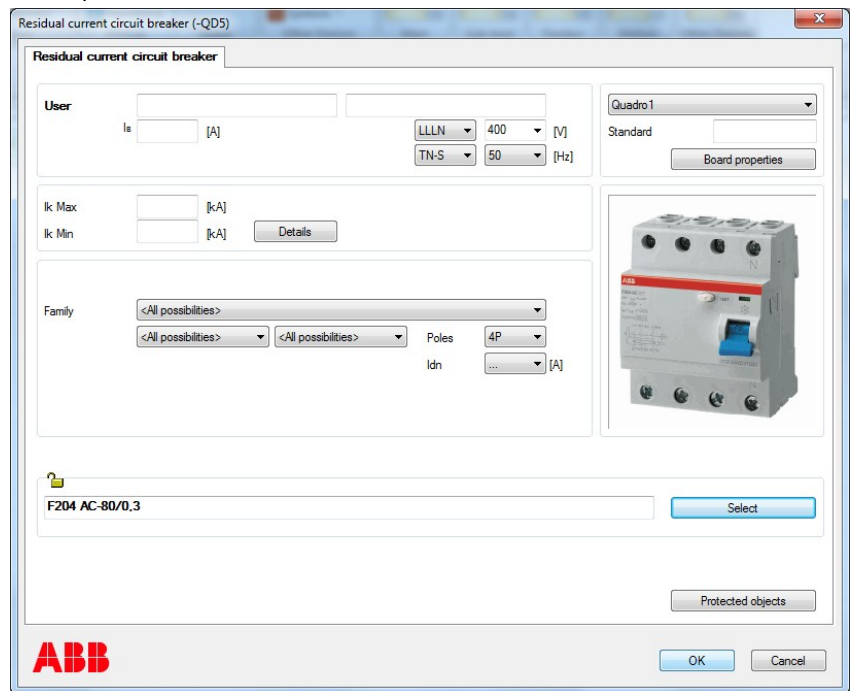 Residual current circuit breaker (-QD5)
Residual current circuit breaker
User
Quadro1
IB [A] LLLN 400 [V] Standard
TN-S 50 [Hz] Board properties
Ik Max [kA]
Ik Min [kA] Details
N
ABB
Family <All possibilities>
<All possibilities> <All possibilities> Poles 4P
Idn ... [A]
N
F204 AC-80/0,3 Select
Protected objects
ABB OK Cancel